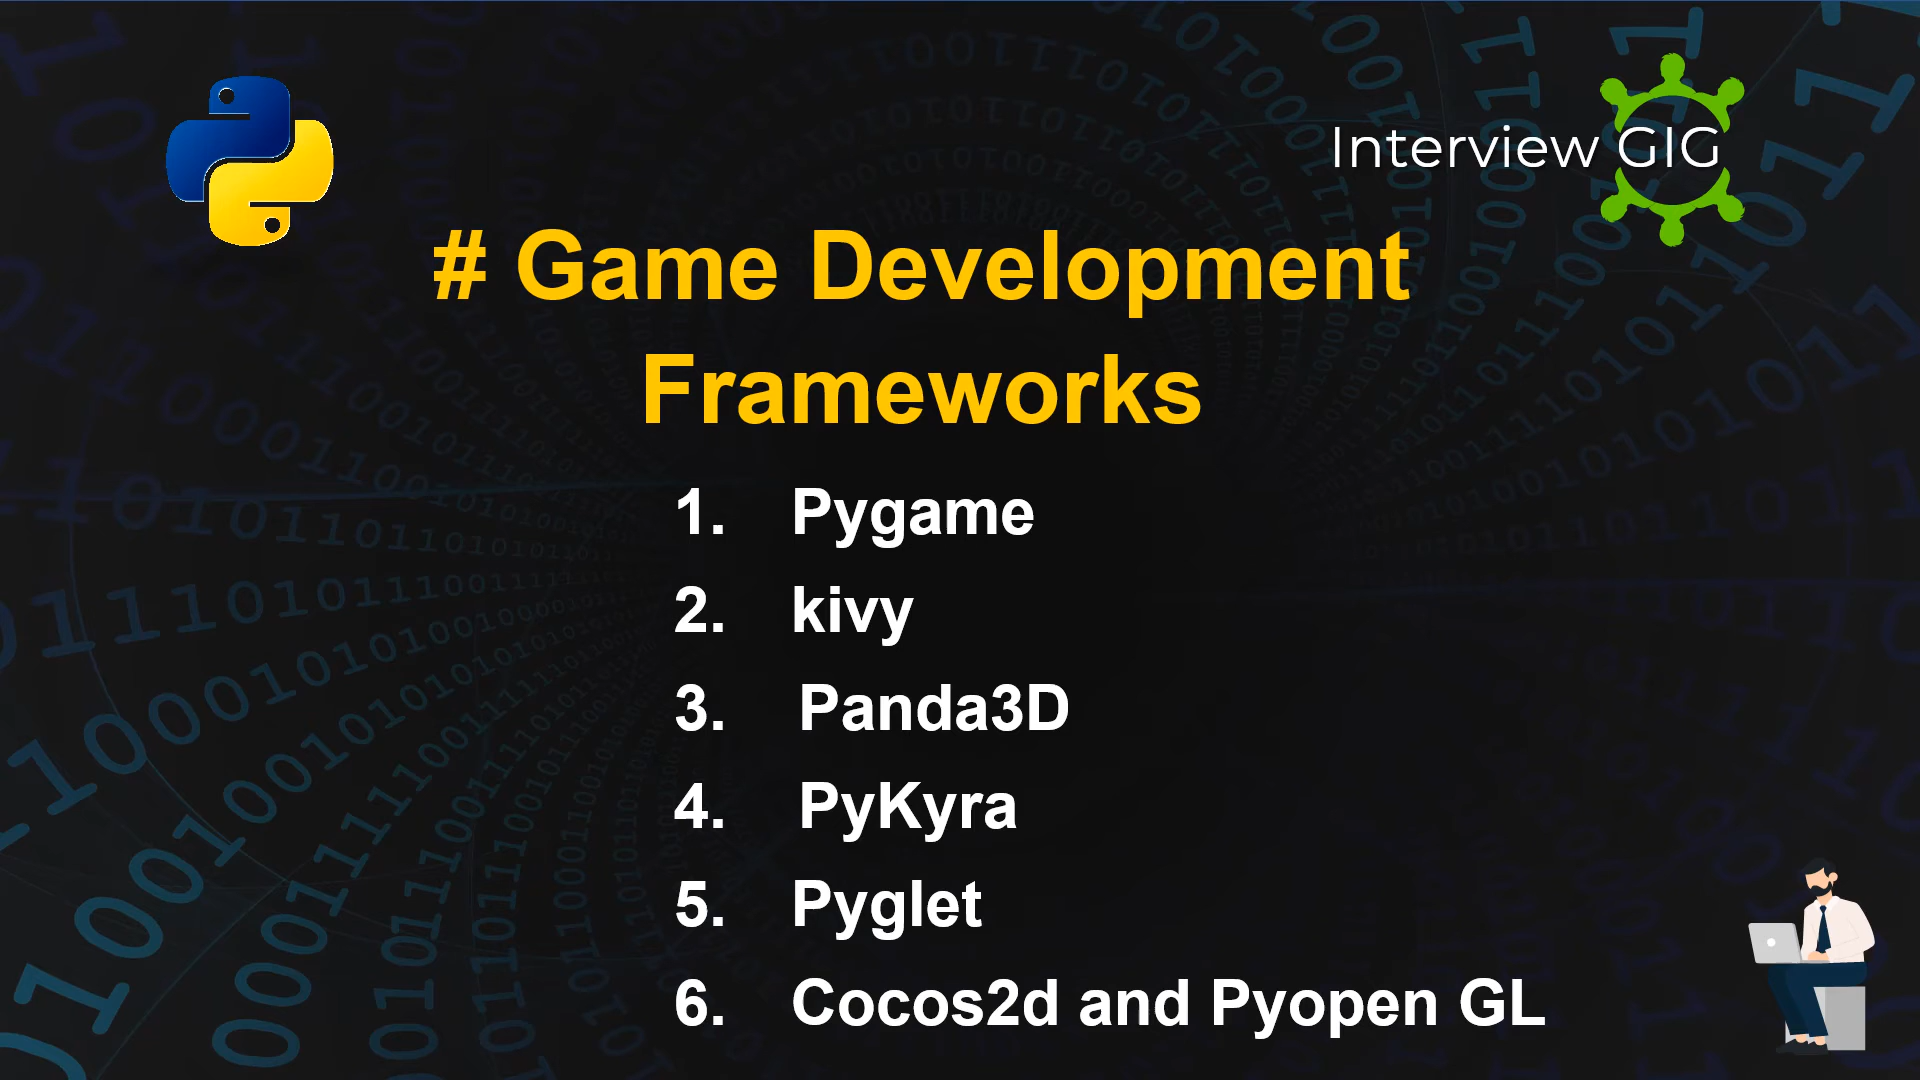 Interview GIG
# Game Development
Frameworks
1. Pygame
2. kivy
3. Panda3D
4. PyKyra
5. Pyglet
6. Cocos2d and Pyopen GL